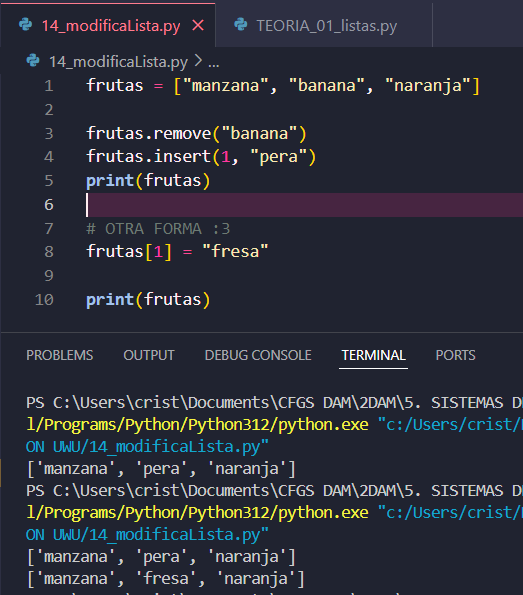 14_modificaLista.py TEORIA_01_listas.py
14_modificaLista.py > ...
1 frutas = ["manzana", "banana", "naranja"]
2
3 frutas.remove("banana")
4 frutas.insert(1, "pera")
5 print(frutas)
6
7 # OTRA FORMA :3
8 frutas[1] = "fresa"
9
10 print(frutas)
PROBLEMS OUTPUT DEBUG CONSOLE TERMINAL PORTS
PS C:\Users\crist\Documents\CFGS DAM\2DAM\5. SISTEMAS
l/Programs/Python/Python312/python.exe "c:/Users/crist/
ON UWU/14_modificaLista.py"
['manzana', 'pera', 'naranja']
PS C:\Users\crist\Documents\CFGS DAM\2DAM\5. SISTEMAS
l/Programs/Python/Python312/python.exe "c:/Users/crist/
ON UWU/14_modificaLista.py"
['manzana', 'pera', 'naranja']
['manzana', 'fresa', 'naranja']